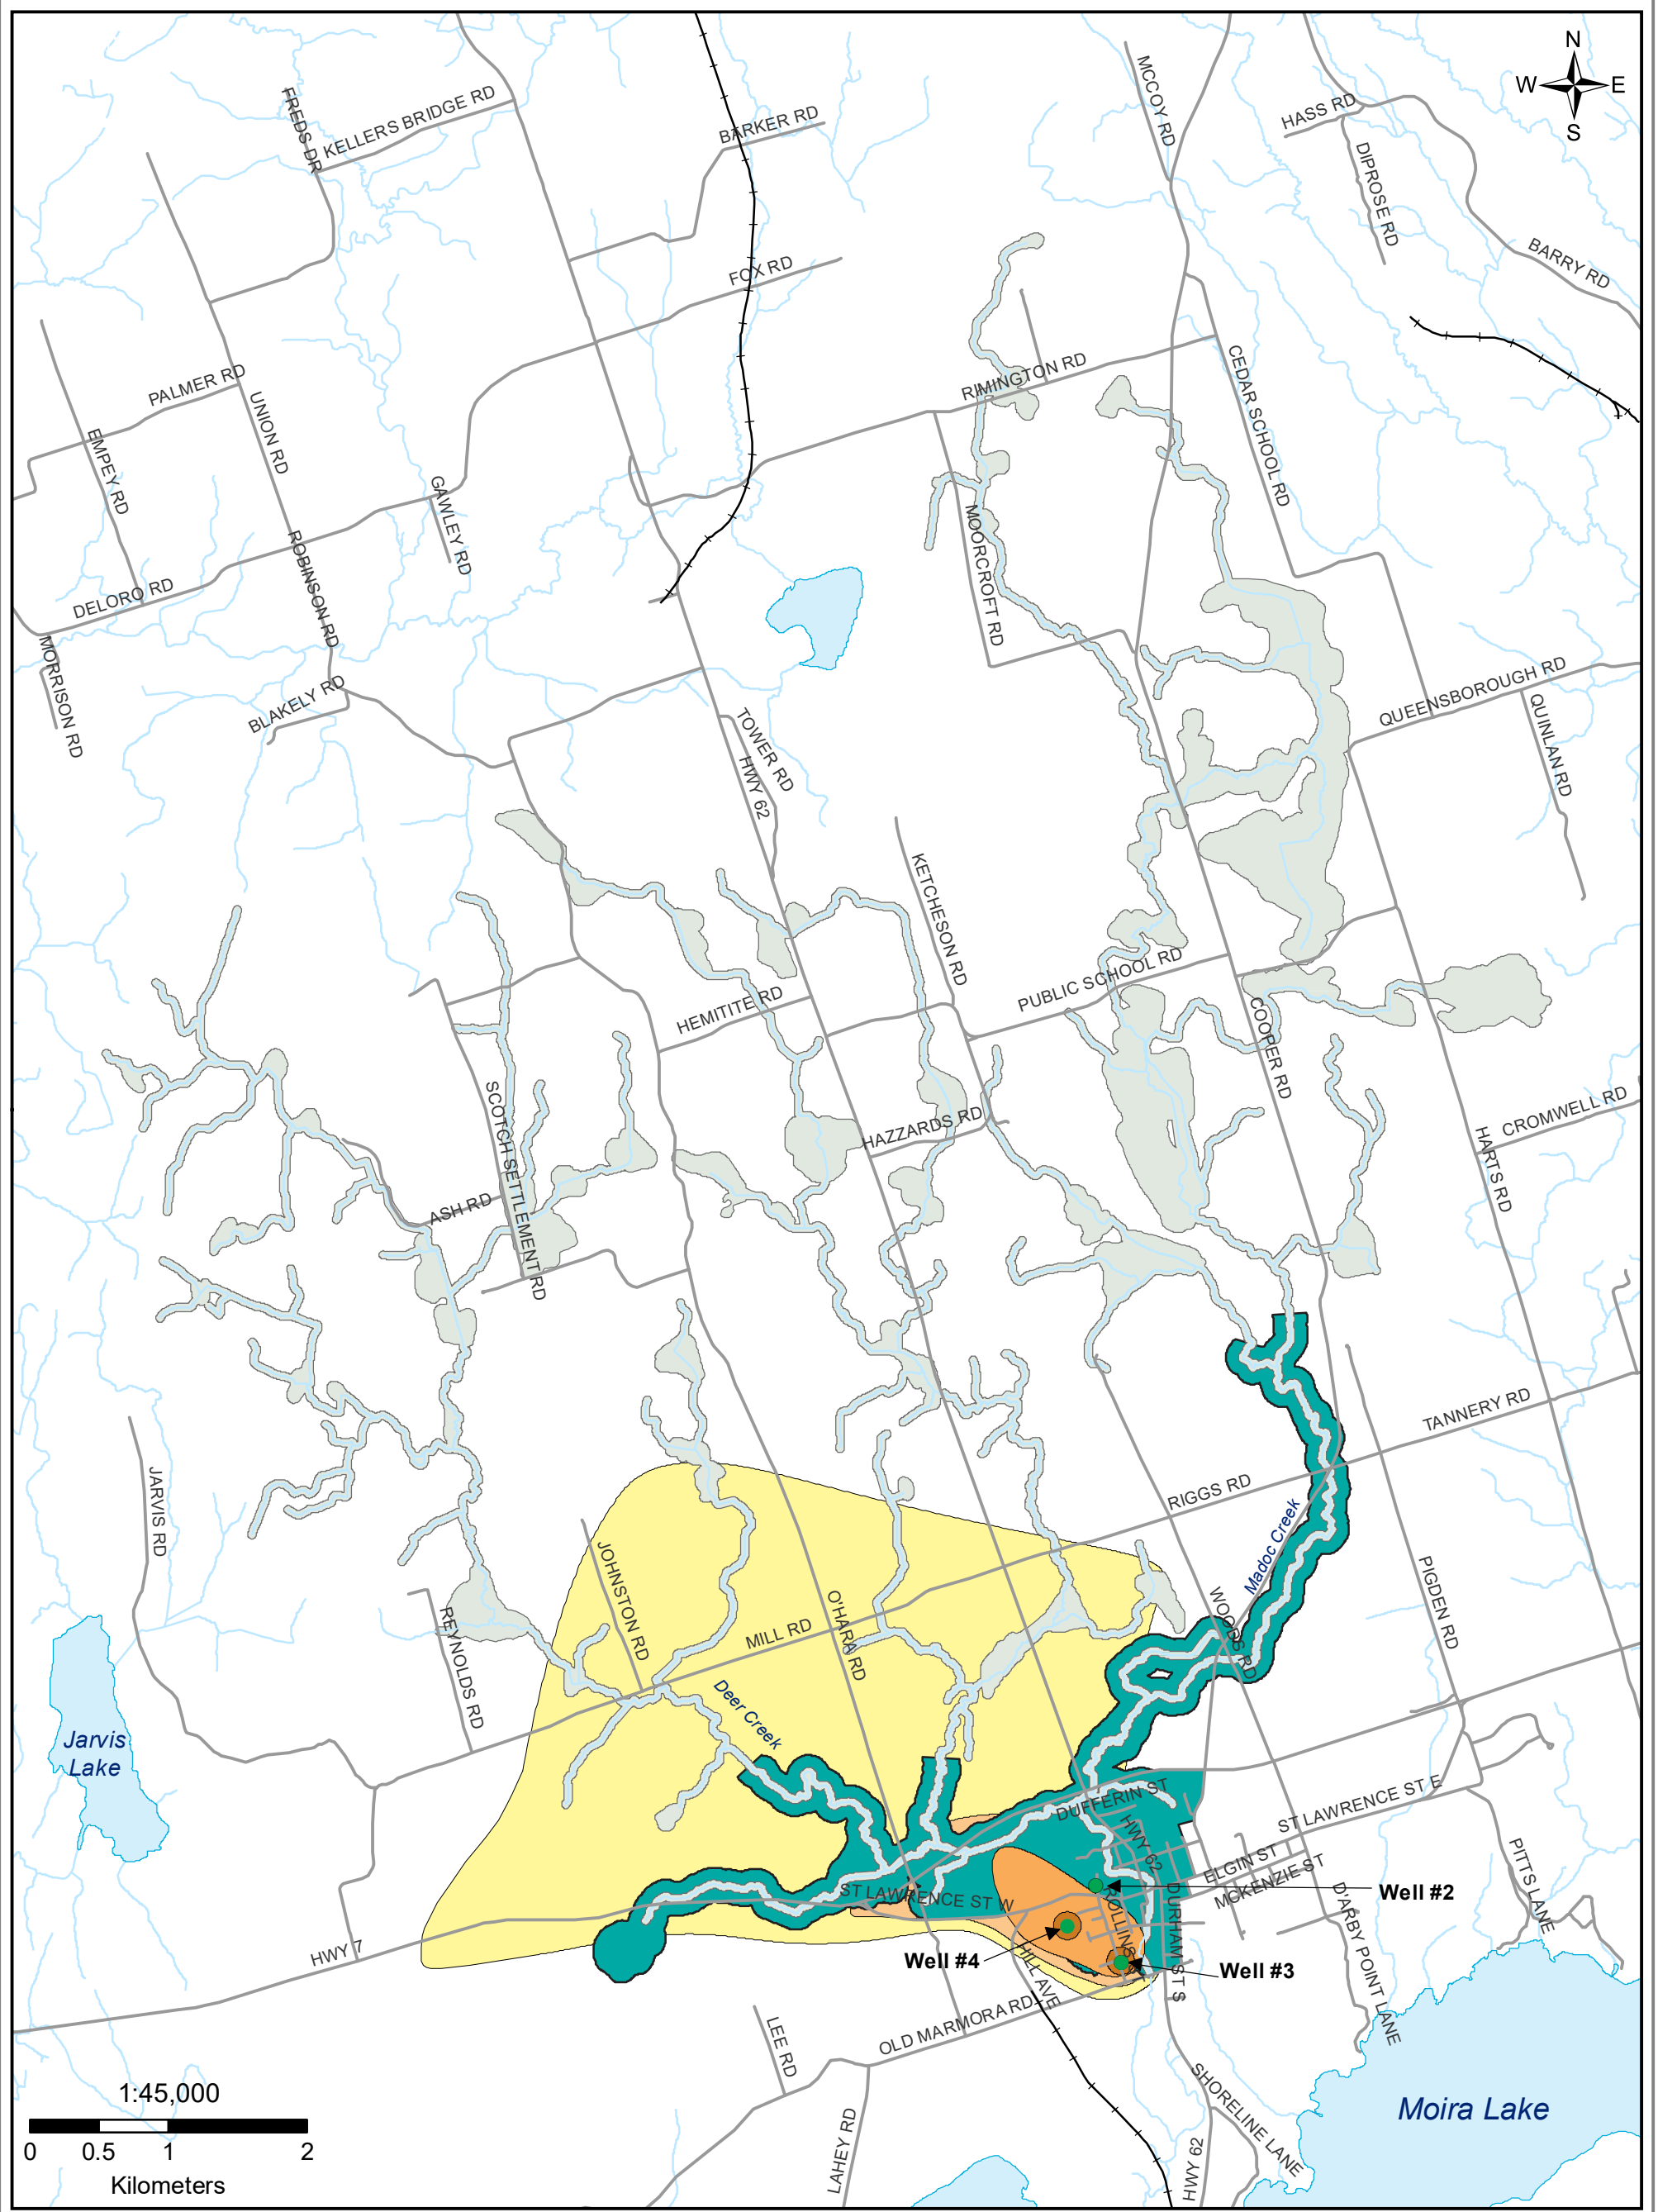 N
W E
S
MCCOY RD
HASS RD
FREDS DR
KELLERS BRIDGE RD
BARKER RD
DIPROSE RD
BARRY RD
FOX RD
RIMINGTON RD
CEDAR SCHOOL RD
PALMER RD
UNION RD
EMPEY RD
GAWLEY RD
MOORCROFT RD
ROBINSON RD
DELORO RD
MORRISON RD
BLAKELY RD
QUEENSBOROUGH RD
QUINLAN RD
TOWER RD
HWY 62
KETCHESON RD
PUBLIC SCHOOL RD
HEMITITE RD
COOPER RD
SCOTCH SETTLEMENT RD
HAZZARDS RD
CROMWELL RD
HARTS RD
ASH RD
TANNERY RD
JARVIS RD
RIGGS RD
Madoc Creek
JOHNSTON RD
PIGDEN RD
REYNOLDS RD
O'HARA RD
MILL RD
WOODS RD
Deer Creek
Jarvis
Lake
DUFFERIN ST
HWY 62
ST LAWRENCE ST E
ELGIN ST
MCKENZIE ST
PITTS LANE
ST LAWRENCE ST W
ROLLINS ST
DURHAM ST S
D'ARBY POINT LANE
Well #2
HWY 7
Well #4
HILL AVE
Well #3
OLD MARMORA RD
LEE RD
SHORELINE LANE
LAHEY RD
HWY 62
Moira Lake
1:45,000
0 0.5 1 2
Kilometers